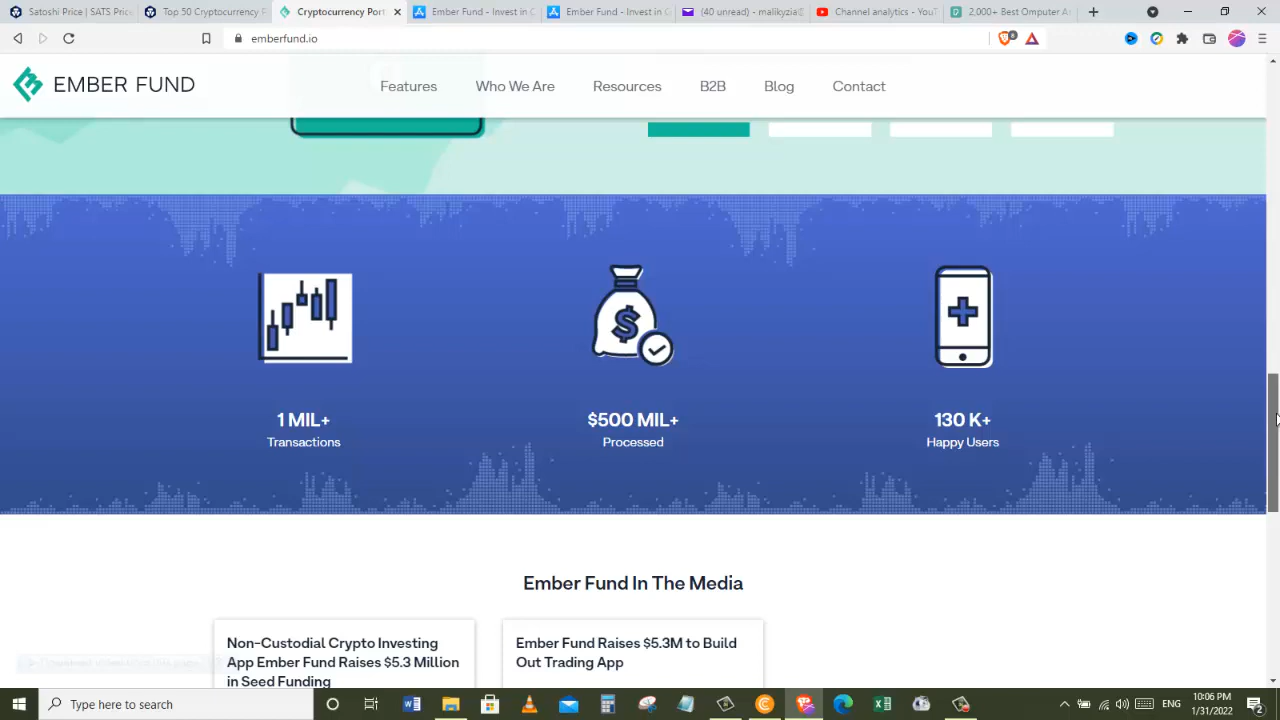 Satoshi Price | SATS Price
Top 50 Cryptocurrency P
Cryptocurrency Port
Ember Fund - Invest in C
Ember Fund - Invest in C
(40 unread) - malikyzia@
Channel analytics - YouT
2,000+ Best Omputer A
emberfund.io
8
EMBER FUND
Features
Who We Are
Resources
B2B
Blog
Contact
1 MIL+
Transactions
$500 MIL+
Processed
130 K+
Happy Users
Ember Fund In The Media
Non-Custodial Crypto Investing
App Ember Fund Raises $5.3 Million
in Seed Funding
Ember Fund Raises $5.3M to Build
Out Trading App
Type here to search
ENG
10:06 PM
1/31/2022
2